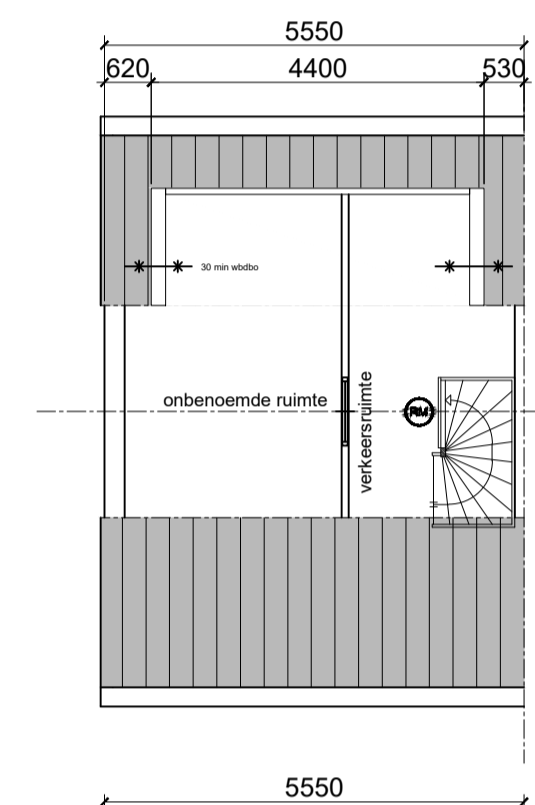 5550
620 4400 530
30 min wbdbo
onbenoemde ruimte
verkeersruimte
RM
5550